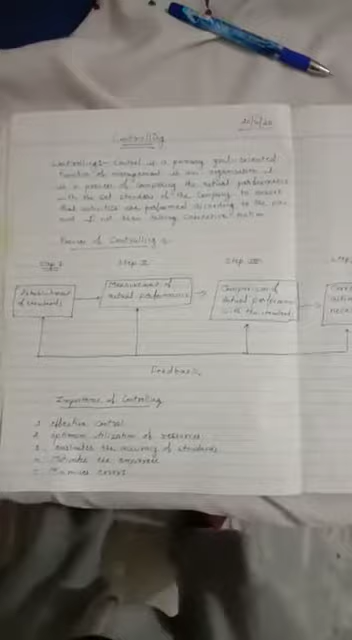 Controlling
Controlling:- Control is a primary goal-oriented
function of management in an organisation. It
is a process of comparing the actual performance
with the set standards of the company to ensure
that activities are performed according to the
and if not then taking corrective action
Process of Controlling :-
Step I
Step II
Step III
Establishment of standards
Measurement of actual performance
Comparison of actual performance with the standard
Feedback
Importance of Controlling
1. effective control
2. optimum utilization of resources
3. evaluates the accuracy of standards
4. Motivates the employees
5. Minimises errors